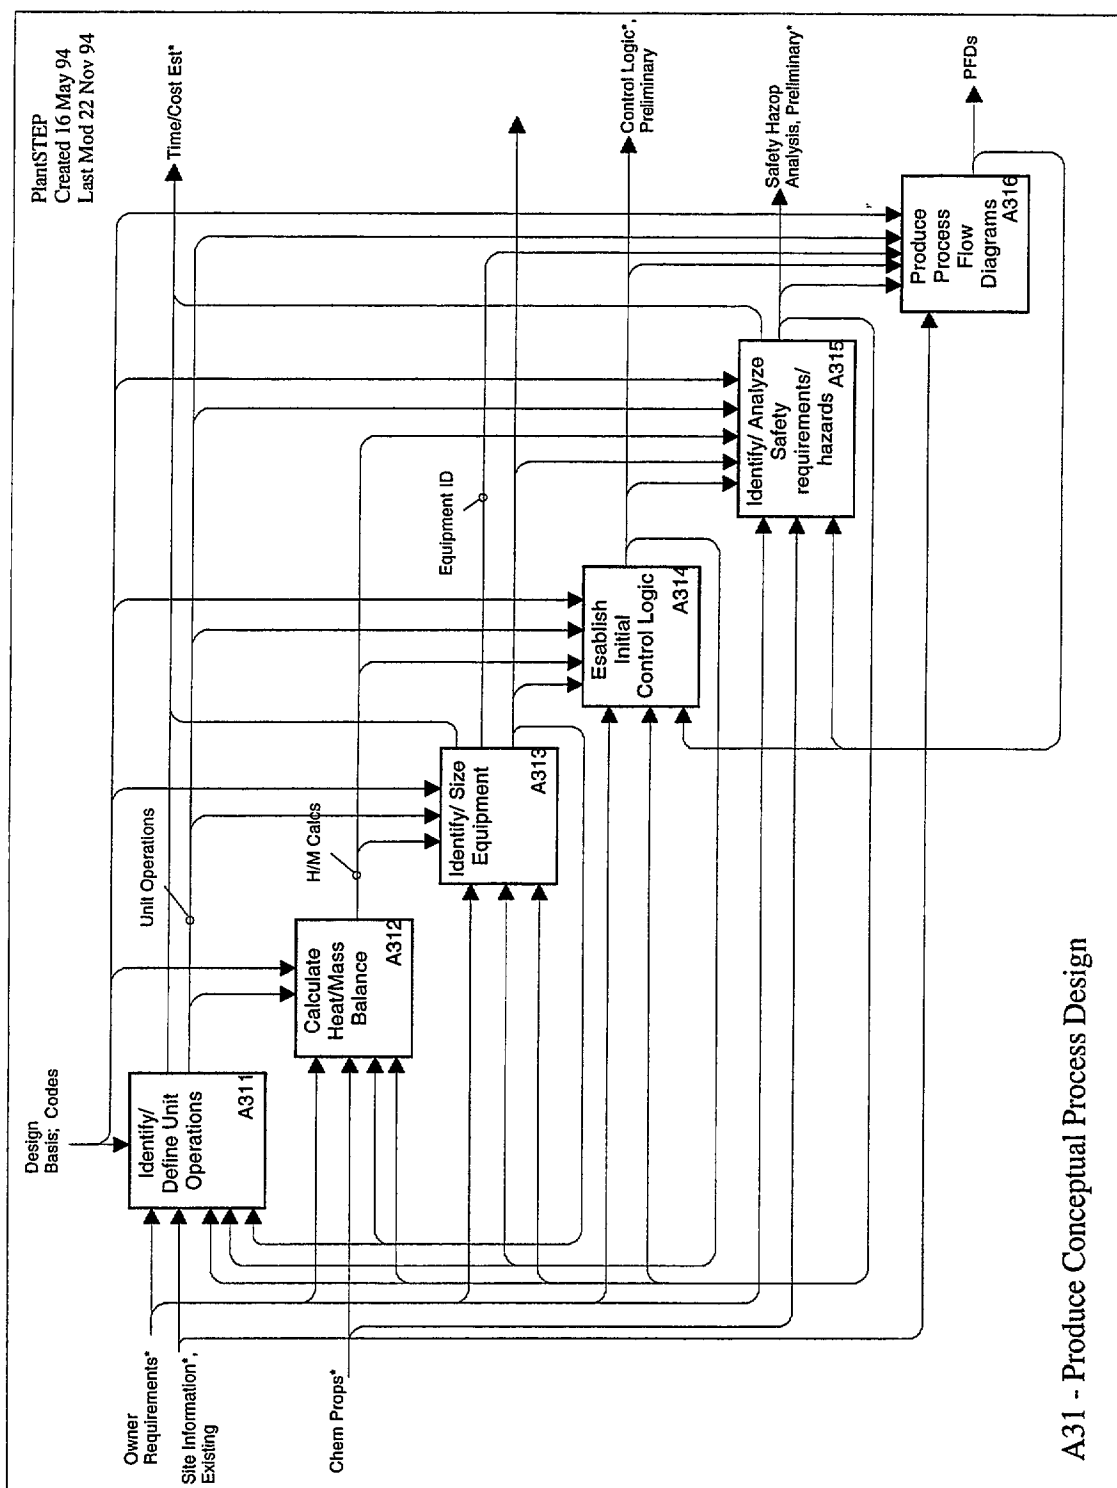 PlantSTEP
Created 16 May 94
Last Mod 22 Nov 94
Design
Basis; Codes
Owner
Requirements*
Site Information*,
Existing
Chem Props*
Identify/
Define Unit
Operations
A311
Unit Operations
Calculate
Heat/Mass
Balance
A312
H/M Calcs
Identify/ Size
Equipment
A313
Equipment ID
Esablish
Initial
Control Logic
A314
Identify/ Analyze
Safety
requirements/
hazards
A315
Produce
Process
Flow
Diagrams
A316
Time/Cost Est*
Control Logic*,
Preliminary
Safety Hazop
Analysis, Preliminary*
PFDs
A31 - Produce Conceptual Process Design